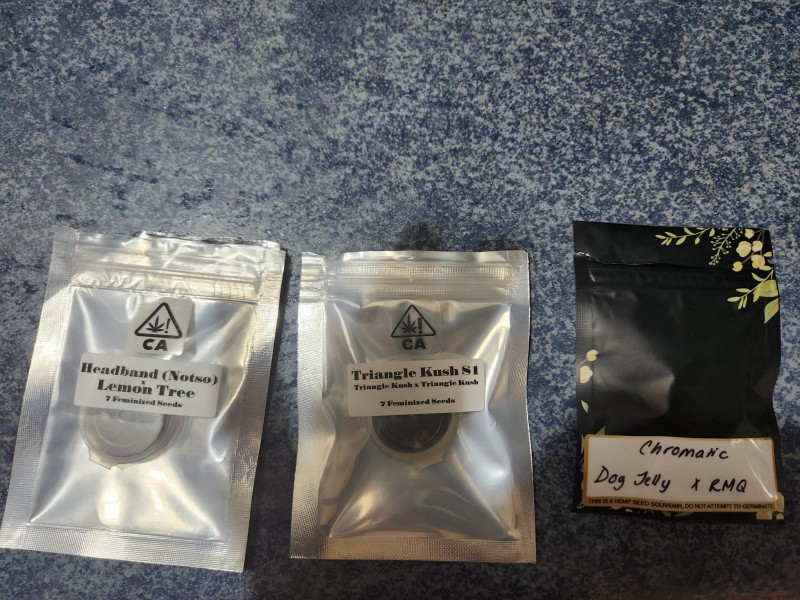 CA
Headband (Notso)
x
Lemon Tree
7 Feminized Seeds
CA
Triangle Kush S1
Triangle Kush x Triangle Kush
7 Feminized Seeds
Chromatic
Dog Jelly x RMQ
THIS IS A HEMP SEED SOUVENIR, DO NOT ATTEMPT TO GERMINATE